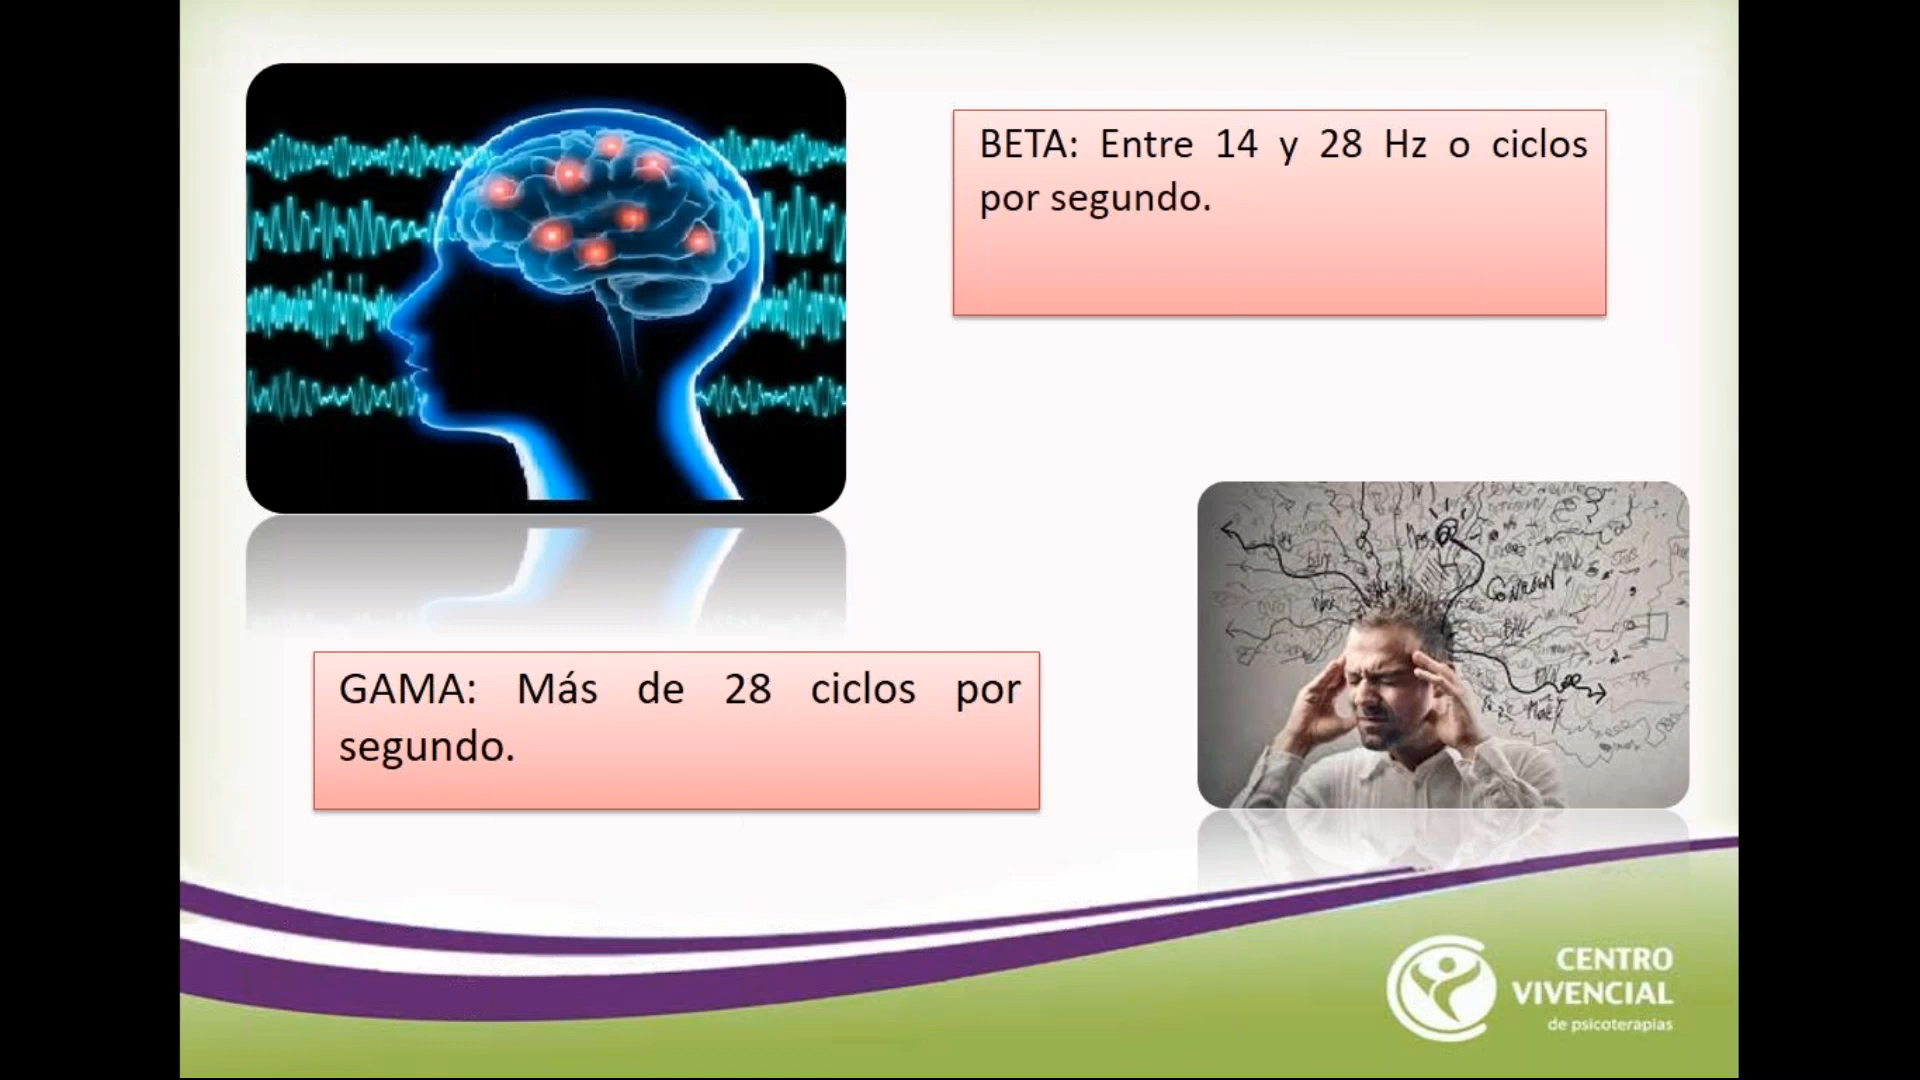 BETA: Entre 14 y 28 Hz o ciclos
por segundo.
GAMA: Más de 28 ciclos por
segundo.
MIND
CENTRO
VIVENCIAL
de psicoterapias